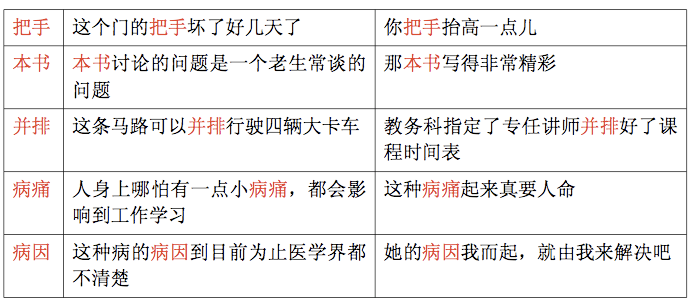 把手 这个门的把手坏了好几天了 你把手抬高一点儿
本书 本书讨论的问题是一个老生常谈的 那本书写得非常精彩
问题
并排 这条马路可以并排行驶四辆大卡车 教务科指定了专任讲师并排好了课
程时间表
病痛 人身上哪怕有一点小病痛，都会影 这种病痛起来真要人命
响到工作学习
病因 这种病的病因到目前为止医学界都 她的病因我而起，就由我来解决吧
不清楚